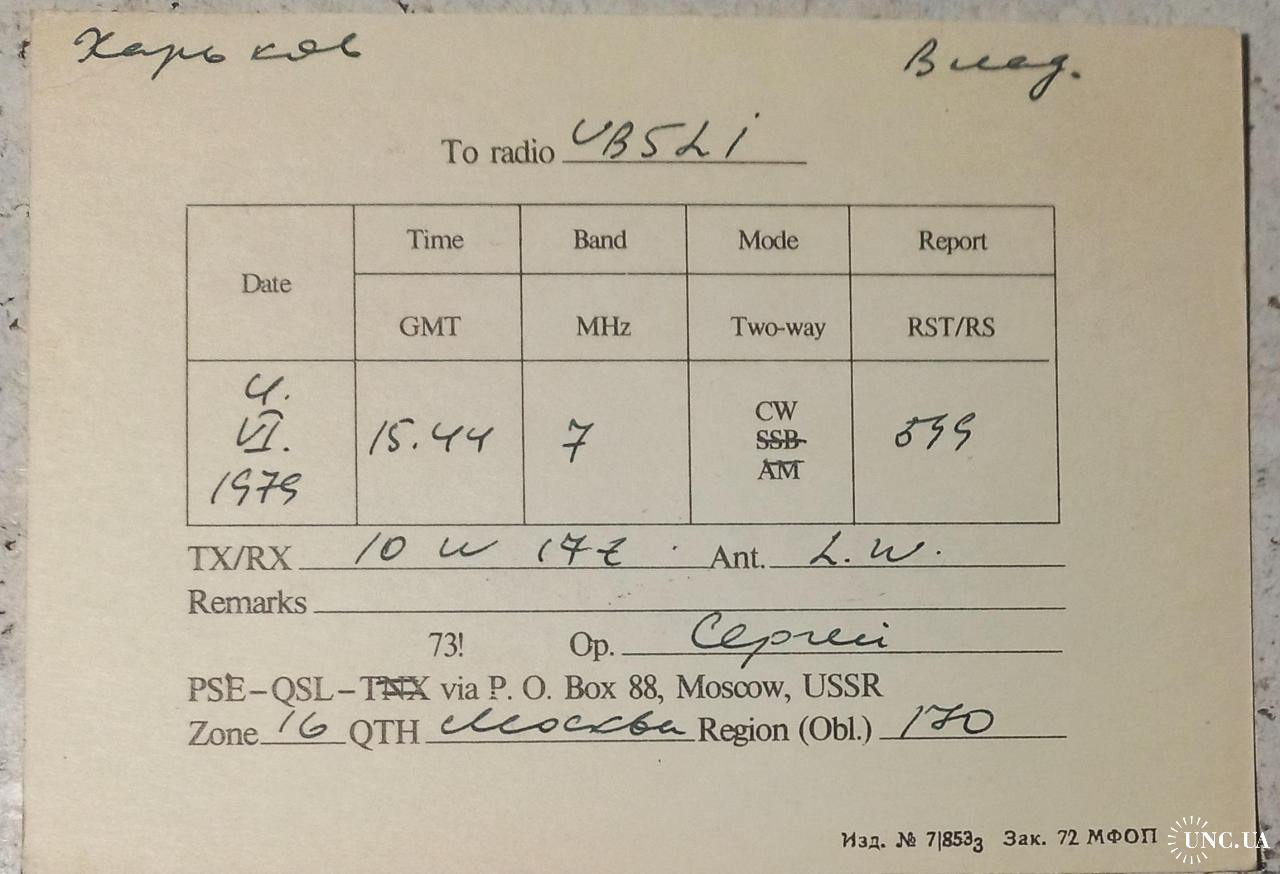 Харьков Влад.
To radio UB5LI
Date Time Band Mode Report
GMT MHz Two-way RST/RS
4. VI. 1979 15.44 7 CW SSB AM 599
TX/RX 10 W 17Z Ant. L.W.
Remarks
73! Op. Сергей
PSE-QSL-TNX via P. O. Box 88, Moscow, USSR
Zone 16 QTH Москва Region (Obl.) 170
Изд. № 7|853з Зак. 72 МФОП
UNC.UA